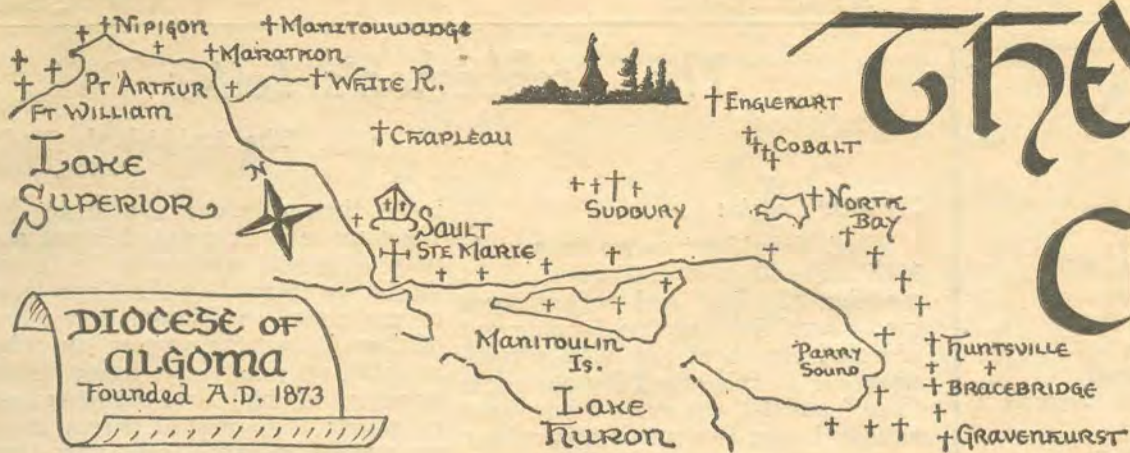 The
C
Nipigon
Manitouwadge
Marathon
White R.
Pt Arthur
Ft William
Englehart
Chapleau
Cobalt
Lake
Superior
N
Sudbury
North
Bay
Sault
Ste Marie
DIOCESE OF
ALGOMA
Founded A.D. 1873
Manitoulin
Is.
Parry
Sound
Huntsville
Bracebridge
Lake
Huron
Gravenhurst